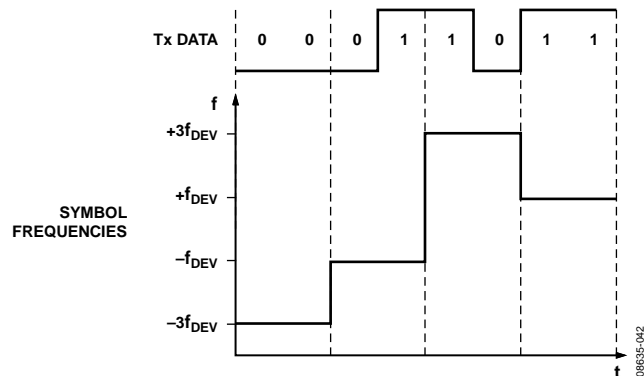 Tx DATA 0 0 0 1 1 0 1 1
f
+3fDEV
+fDEV
SYMBOL
FREQUENCIES
–fDEV
–3fDEV
t
08635-042